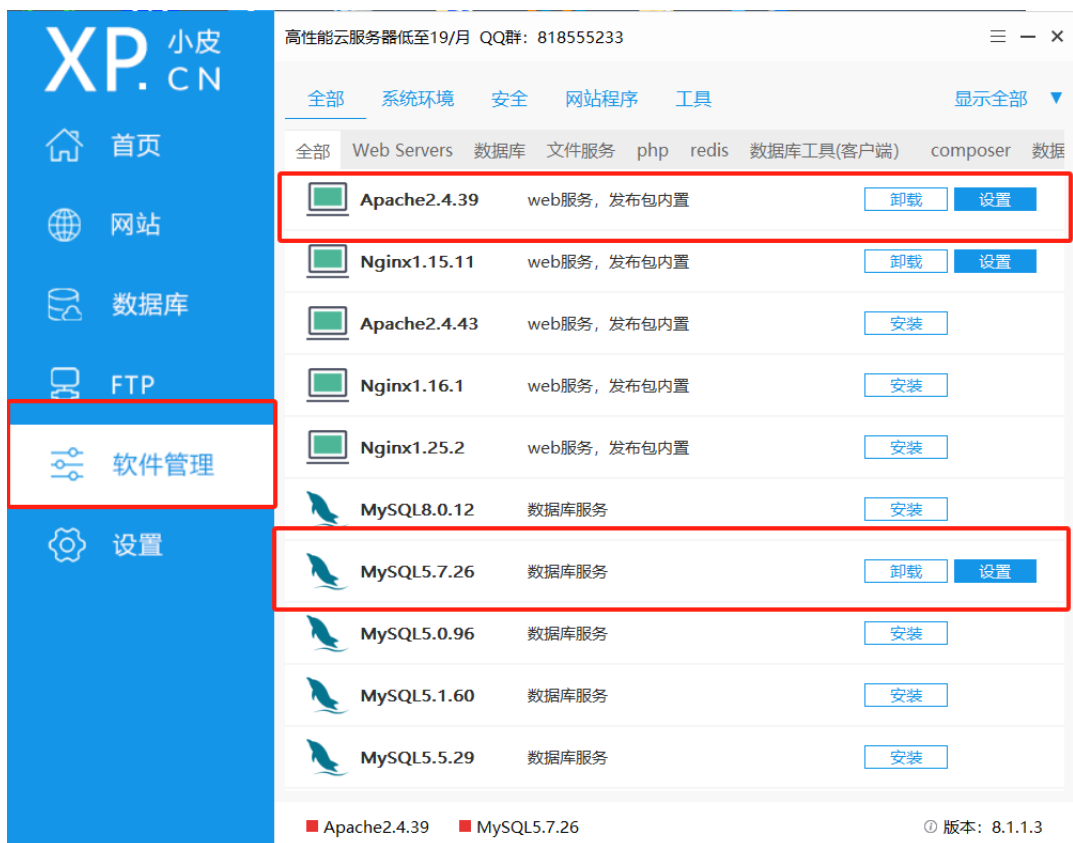 XP.CN 小皮
高性能云服务器低至19/月 QQ群：818555233
全部 系统环境 安全 网站程序 工具 显示全部
全部 Web Servers 数据库 文件服务 php redis 数据库工具(客户端) composer 数据
首页
网站
数据库
FTP
软件管理
设置
Apache2.4.39 web服务，发布包内置 卸载 设置
Nginx1.15.11 web服务，发布包内置 卸载 设置
Apache2.4.43 web服务，发布包内置 安装
Nginx1.16.1 web服务，发布包内置 安装
Nginx1.25.2 web服务，发布包内置 安装
MySQL8.0.12 数据库服务 安装
MySQL5.7.26 数据库服务 卸载 设置
MySQL5.0.96 数据库服务 安装
MySQL5.1.60 数据库服务 安装
MySQL5.5.29 数据库服务 安装
Apache2.4.39 MySQL5.7.26 版本：8.1.1.3